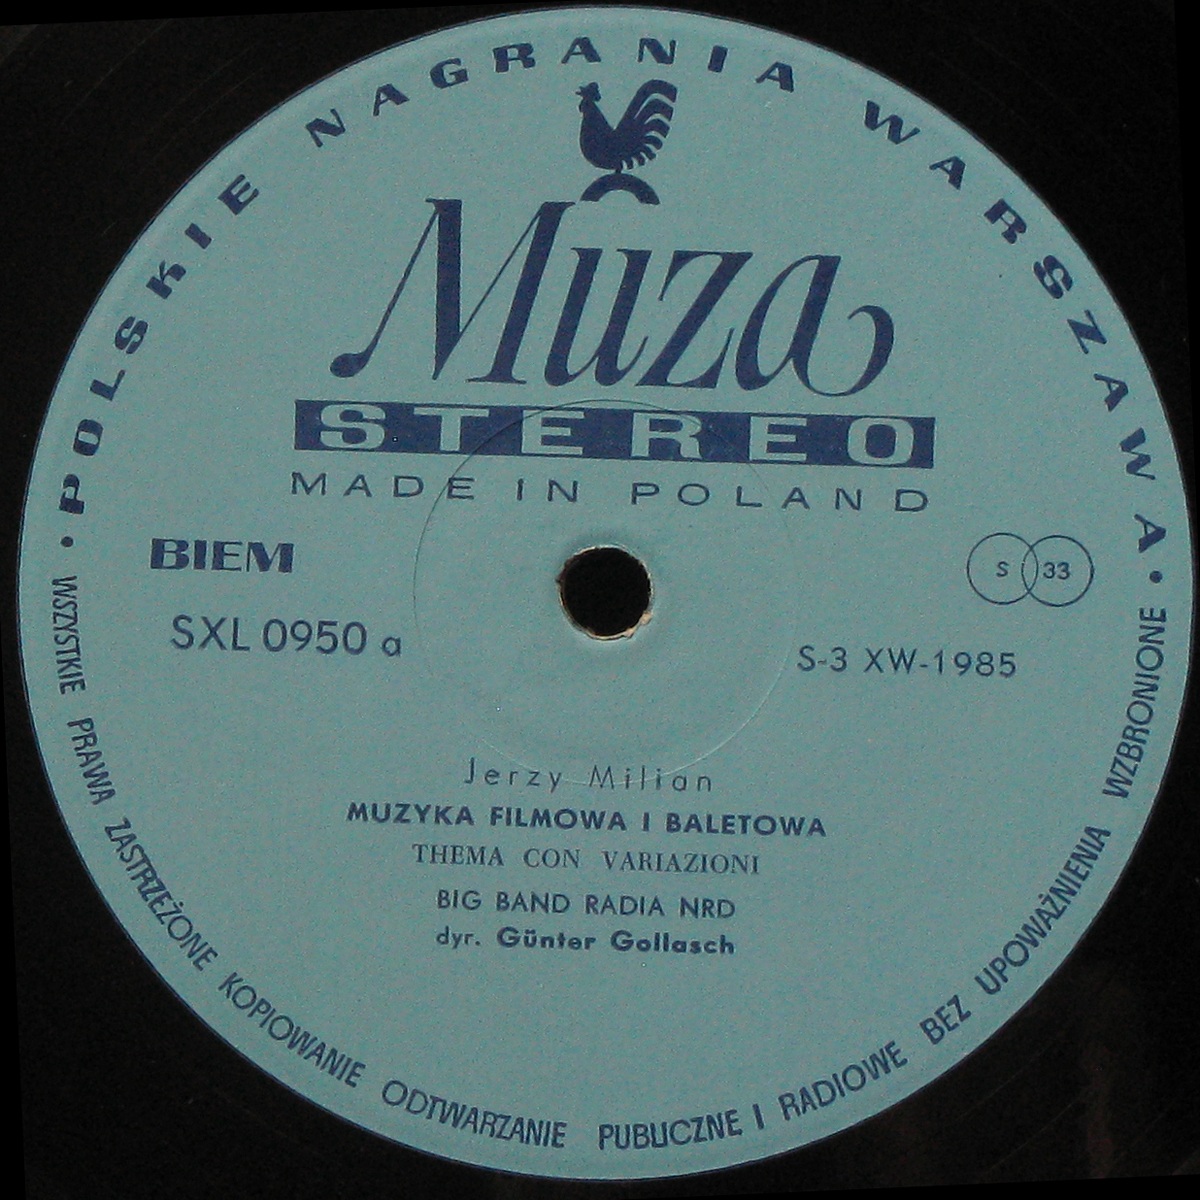 • POLSKIE NAGRANIA WARSZAWA •
Muza
STEREO
MADE IN POLAND
BIEM
S 33
SXL 0950 a
S-3 XW-1985
Jerzy Milian
MUZYKA FILMOWA I BALETOWA
THEMA CON VARIAZIONI
BIG BAND RADIA NRD
dyr. Günter Gollasch
WSZYSTKIE PRAWA ZASTRZEŻONE KOPIOWANIE ODTWARZANIE PUBLICZNE I RADIOWE BEZ UPOWAŻNIENIA WZBRONIONE